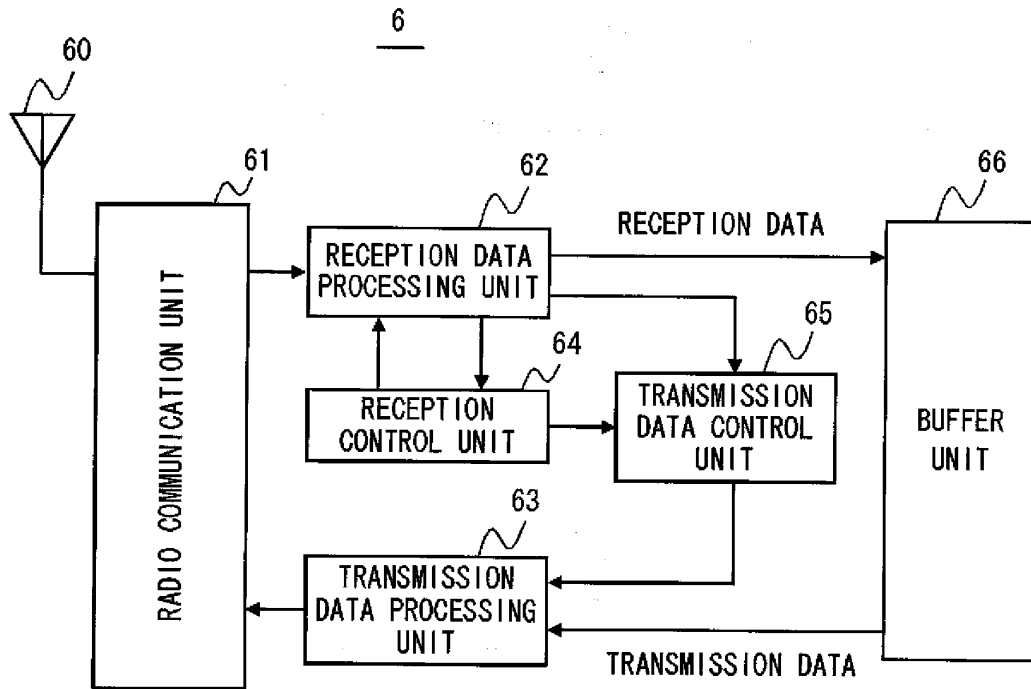 6
60
61
62
66
RECEPTION DATA
RECEPTION DATA
PROCESSING UNIT
65
64
RADIO COMMUNICATION UNIT
RECEPTION
CONTROL UNIT
TRANSMISSION
DATA CONTROL
UNIT
BUFFER
UNIT
63
TRANSMISSION
DATA PROCESSING
UNIT
TRANSMISSION DATA